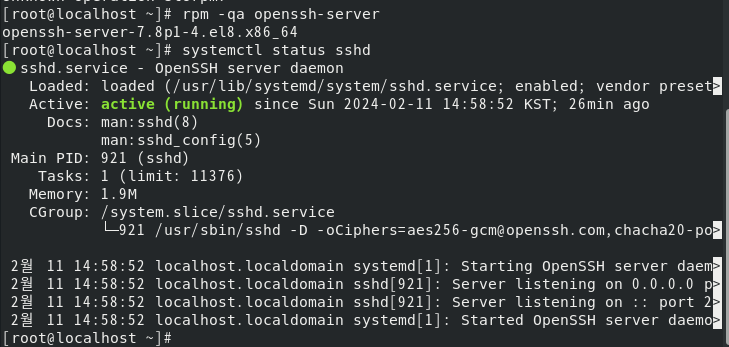 [root@localhost ~]# rpm -qa openssh-server
openssh-server-7.8p1-4.el8.x86_64
[root@localhost ~]# systemctl status sshd
● sshd.service - OpenSSH server daemon
   Loaded: loaded (/usr/lib/systemd/system/sshd.service; enabled; vendor preset>
   Active: active (running) since Sun 2024-02-11 14:58:52 KST; 26min ago
     Docs: man:sshd(8)
           man:sshd_config(5)
 Main PID: 921 (sshd)
    Tasks: 1 (limit: 11376)
   Memory: 1.9M
   CGroup: /system.slice/sshd.service
           └─921 /usr/sbin/sshd -D -oCiphers=aes256-gcm@openssh.com,chacha20-po>
 2월 11 14:58:52 localhost.localdomain systemd[1]: Starting OpenSSH server daem>
 2월 11 14:58:52 localhost.localdomain sshd[921]: Server listening on 0.0.0.0 p>
 2월 11 14:58:52 localhost.localdomain sshd[921]: Server listening on :: port 2>
 2월 11 14:58:52 localhost.localdomain systemd[1]: Started OpenSSH server daemo>
[root@localhost ~]#